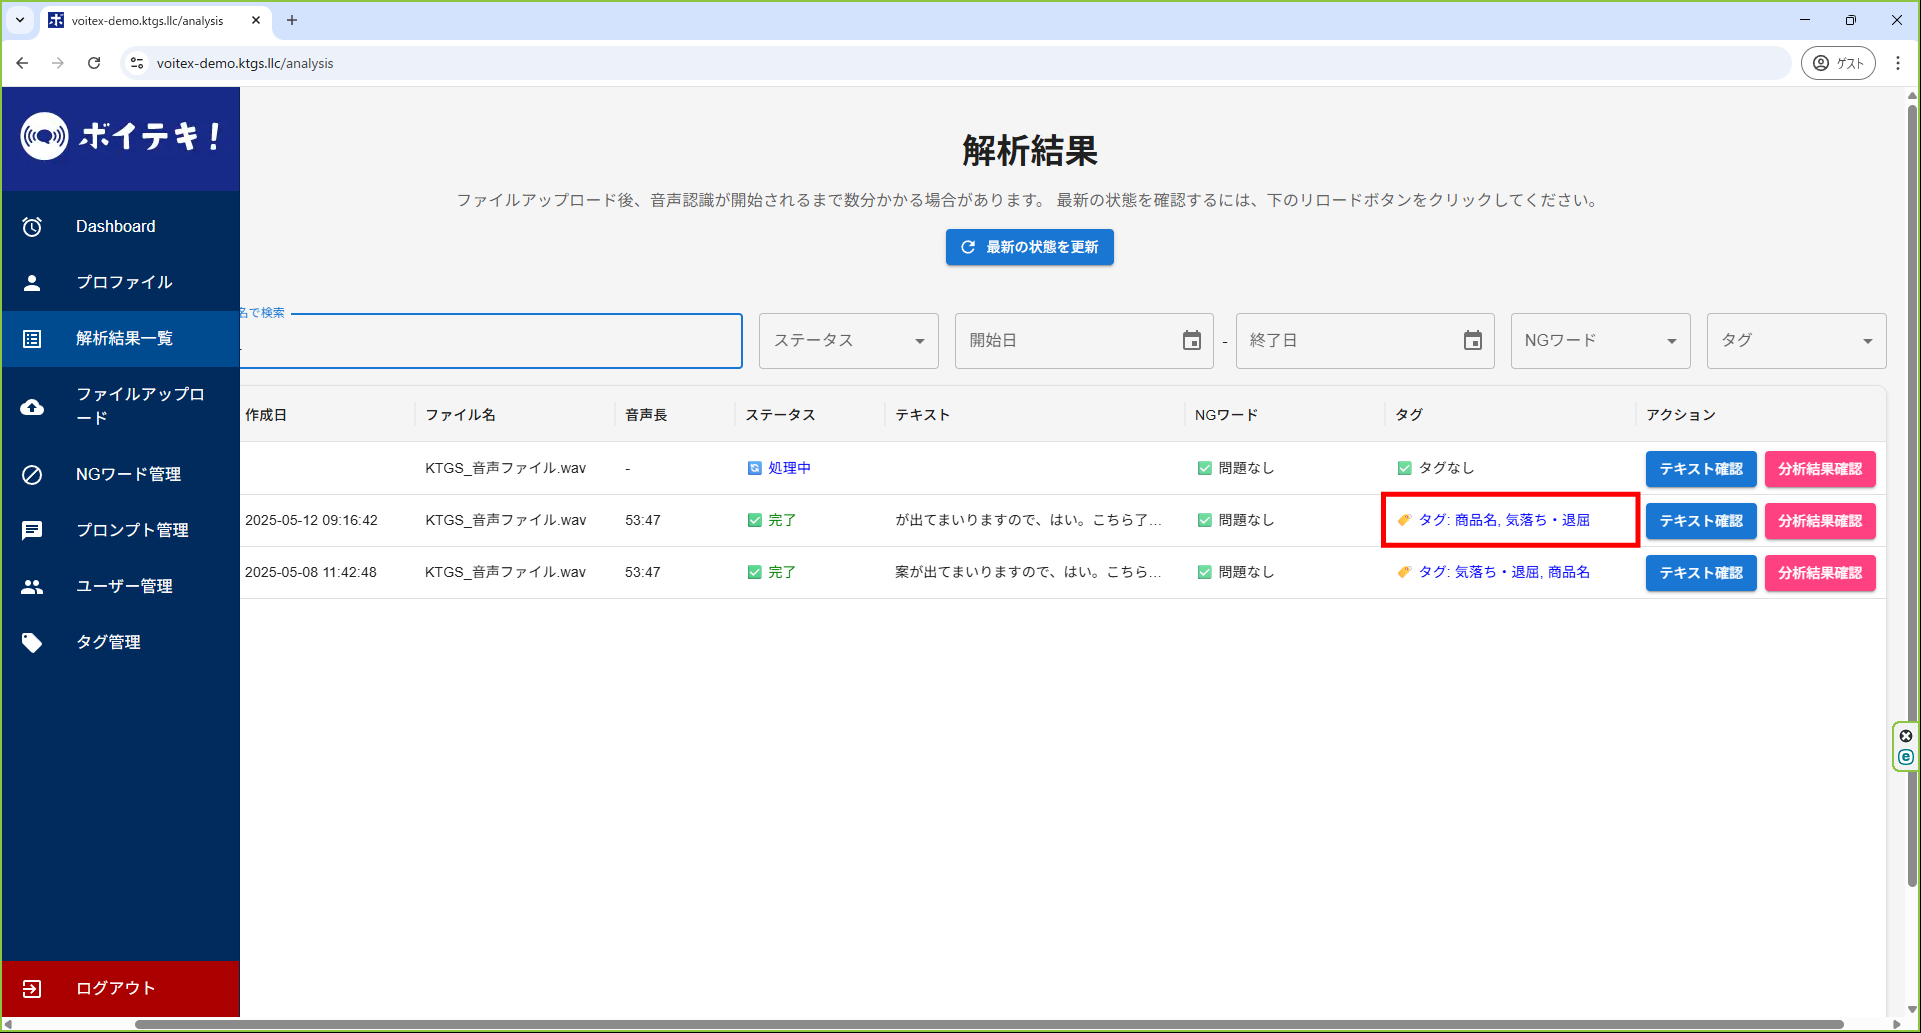 voitex-demo.ktgs.llc/analysis
voitex-demo.ktgs.llc/analysis
ゲスト
ボイテキ！
Dashboard
プロファイル
解析結果一覧
ファイルアップロ
ード
NGワード管理
プロンプト管理
ユーザー管理
タグ管理
ログアウト
解析結果
ファイルアップロード後、音声認識が開始されるまで数分かかる場合があります。 最新の状態を確認するには、下のリロードボタンをクリックしてください。
最新の状態を更新
名で検索
ステータス
開始日
-
終了日
NGワード
タグ
作成日 ファイル名 音声長 ステータス テキスト NGワード タグ アクション
KTGS_音声ファイル.wav - 処理中 問題なし タグなし テキスト確認 分析結果確認
2025-05-12 09:16:42 KTGS_音声ファイル.wav 53:47 完了 が出てまいりますので、はい。こちら了… 問題なし タグ: 商品名, 気落ち・退屈 テキスト確認 分析結果確認
2025-05-08 11:42:48 KTGS_音声ファイル.wav 53:47 完了 案が出てまいりますので、はい。こちら… 問題なし タグ: 気落ち・退屈, 商品名 テキスト確認 分析結果確認